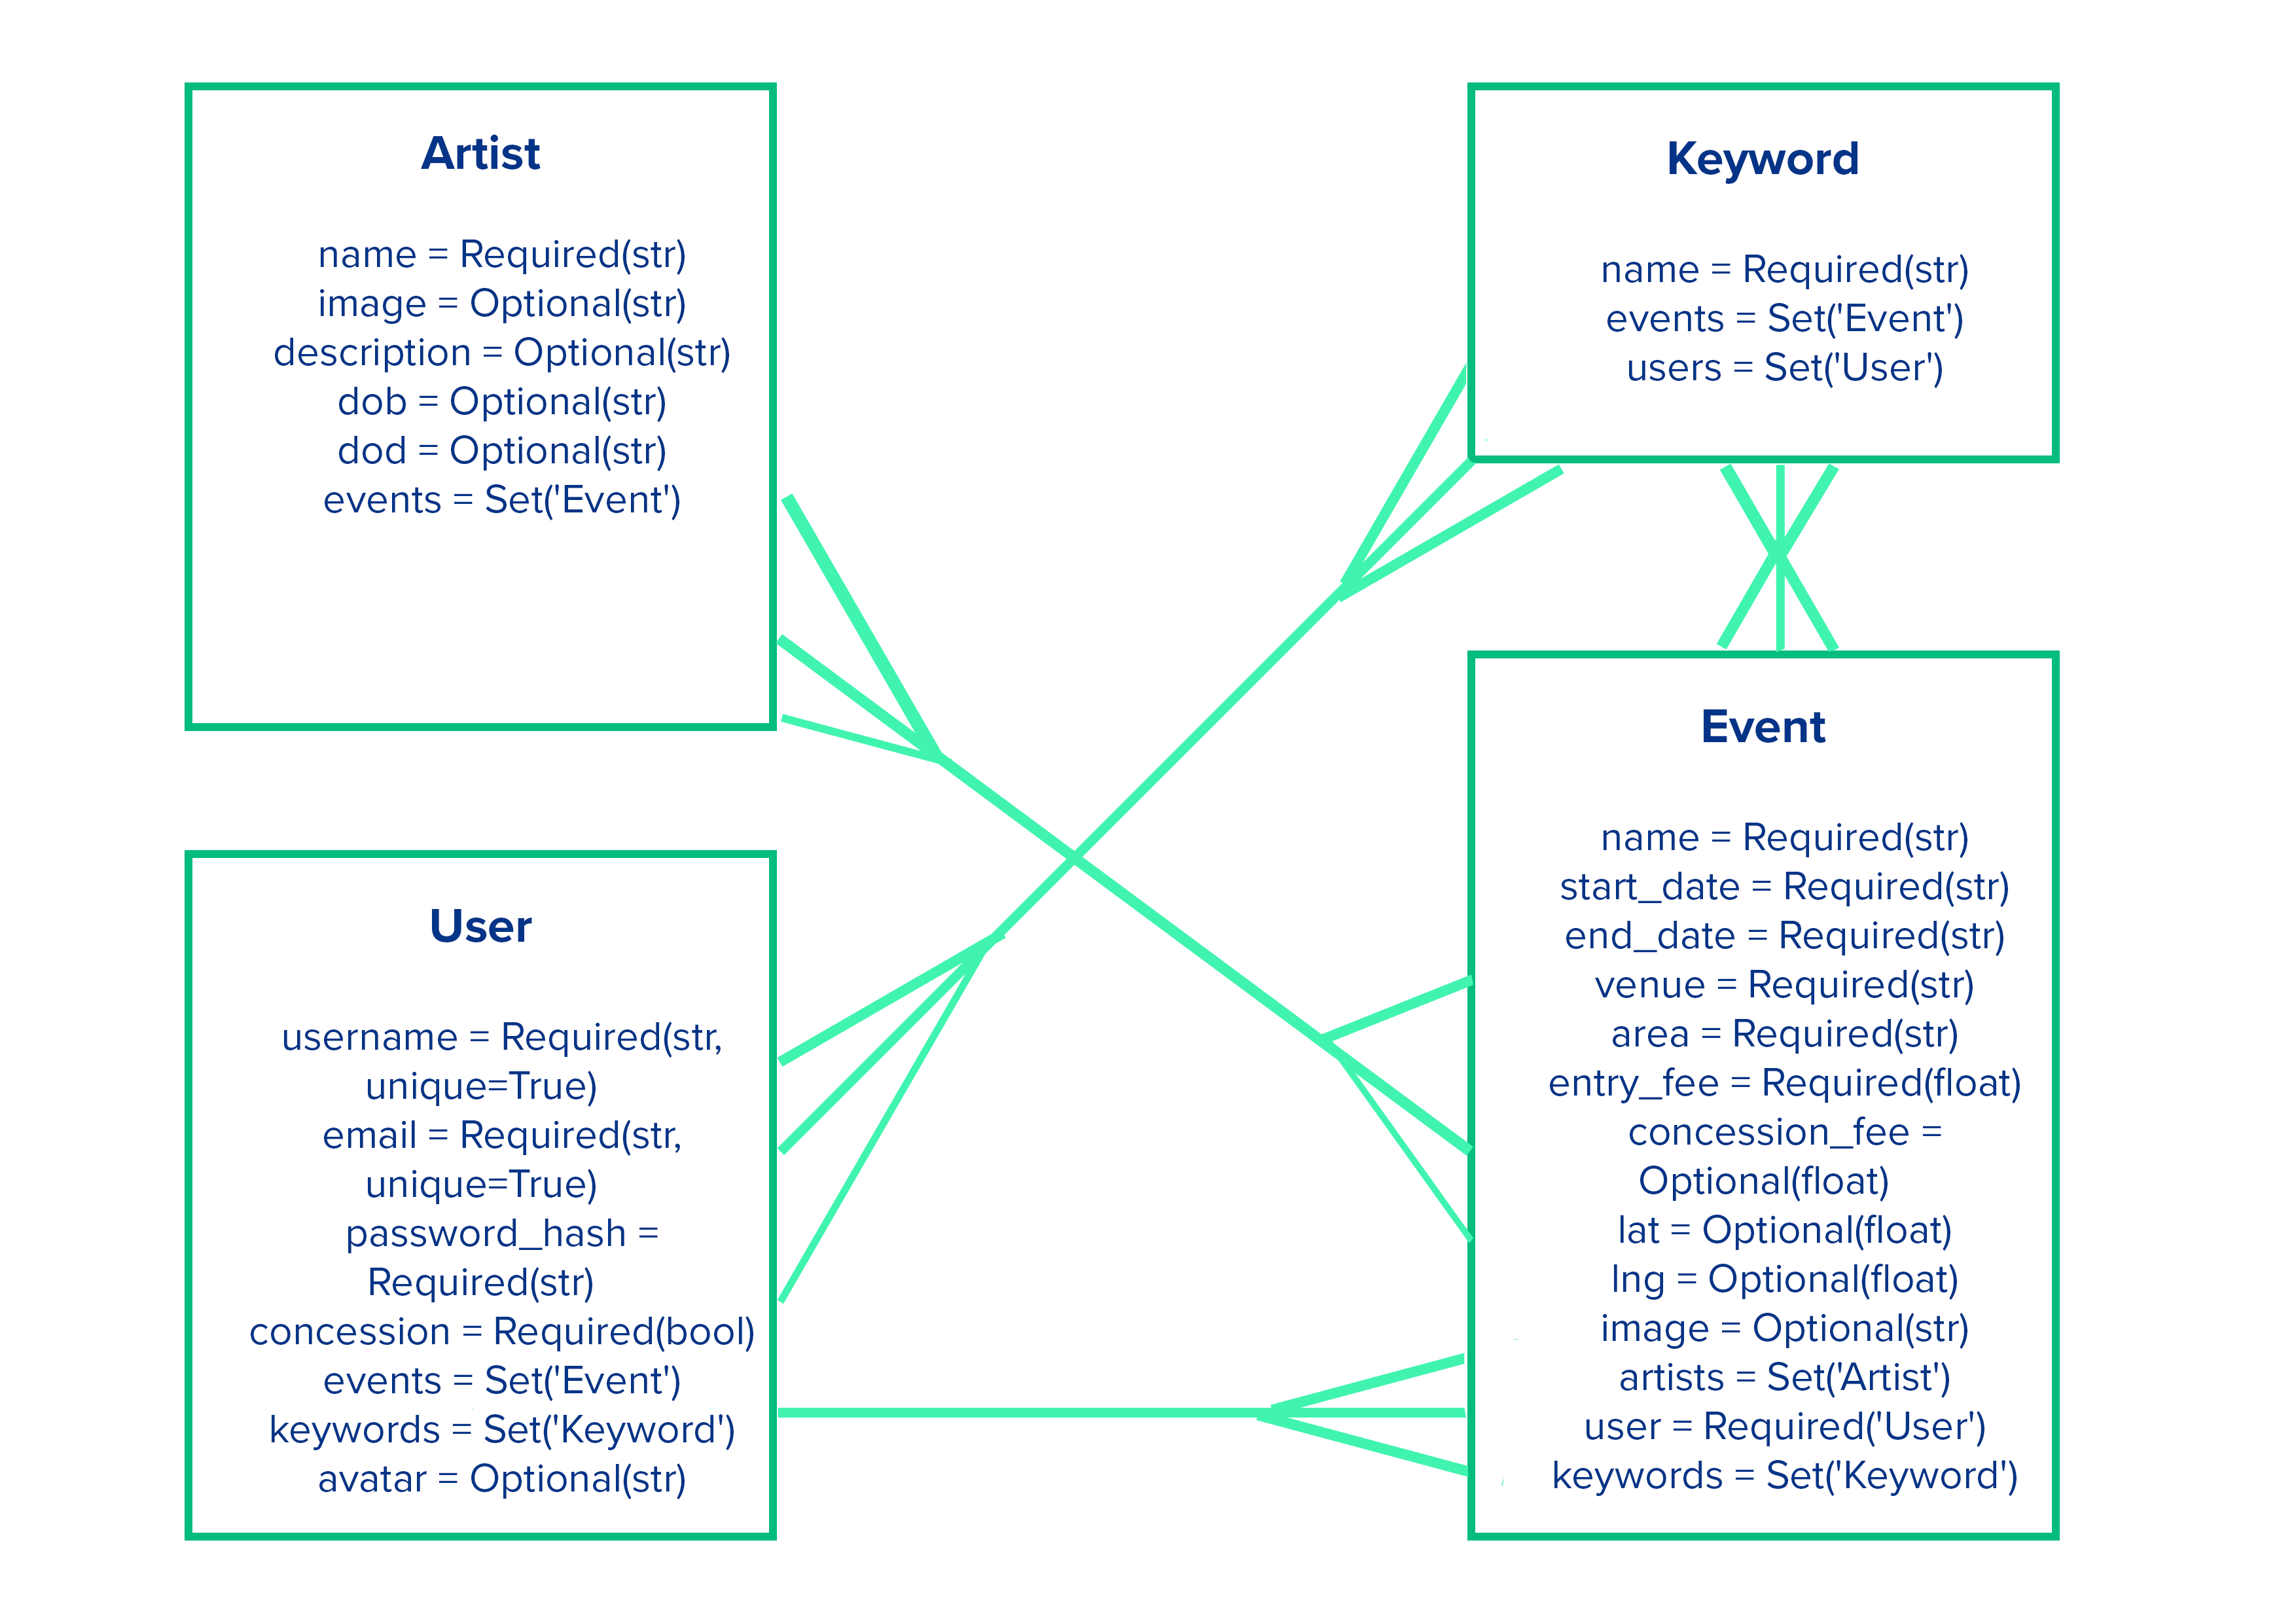 Artist
name = Required(str)
image = Optional(str)
description = Optional(str)
dob = Optional(str)
dod = Optional(str)
events = Set('Event')
Keyword
name = Required(str)
events = Set('Event')
users = Set('User')
User
username = Required(str,
unique=True)
email = Required(str,
unique=True)
password_hash =
Required(str)
concession = Required(bool)
events = Set('Event')
keywords = Set('Keyword')
avatar = Optional(str)
Event
name = Required(str)
start_date = Required(str)
end_date = Required(str)
venue = Required(str)
area = Required(str)
entry_fee = Required(float)
concession_fee =
Optional(float)
lat = Optional(float)
lng = Optional(float)
image = Optional(str)
artists = Set('Artist')
user = Required('User')
keywords = Set('Keyword')